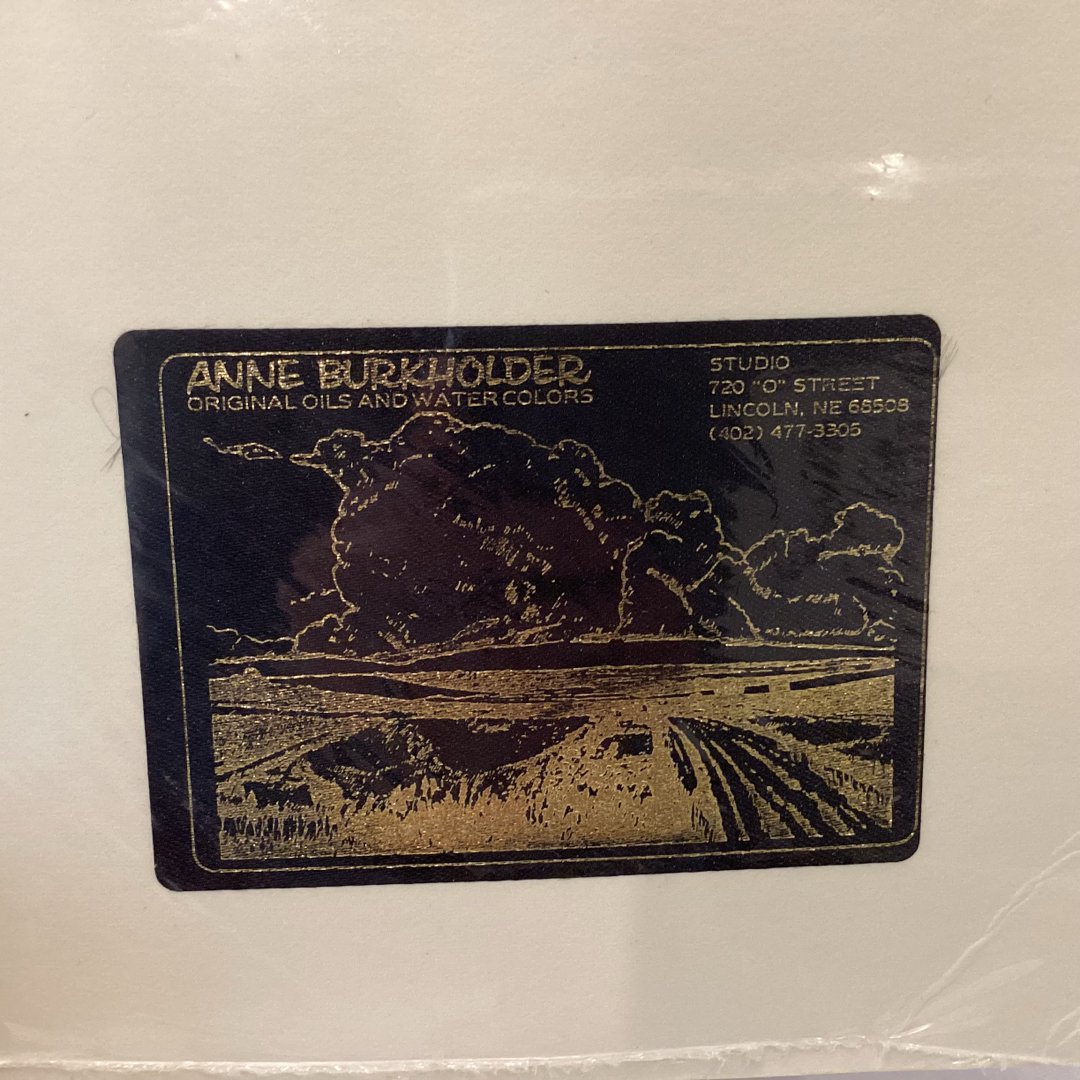 ANNE BURKHOLDER
ORIGINAL OILS AND WATER COLORS
STUDIO
720 "O" STREET
LINCOLN, NE 68508
(402) 477-3305